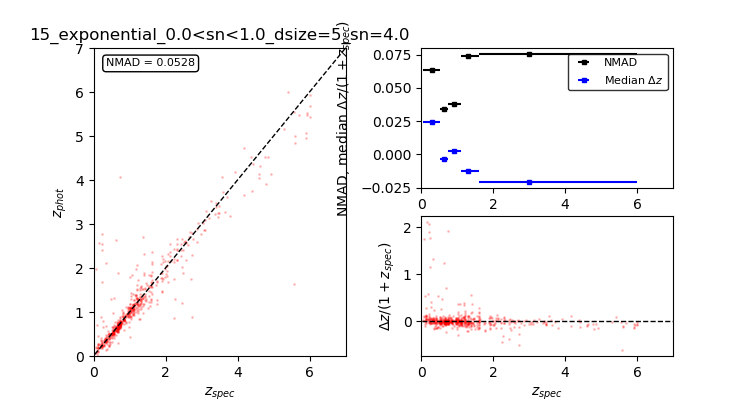 15_exponential_0.0<sn<1.0_dsize=5_sn=4.0
NMAD = 0.0528
z_phot
7
6
5
4
3
2
1
0
0 2 4 6
z_spec
NMAD, median Δz/(1 + z_spec)
0.075
0.050
0.025
0.000
−0.025
NMAD
Median Δz
0 2 4 6
Δz/(1 + z_spec)
2
1
0
0 2 4 6
z_spec